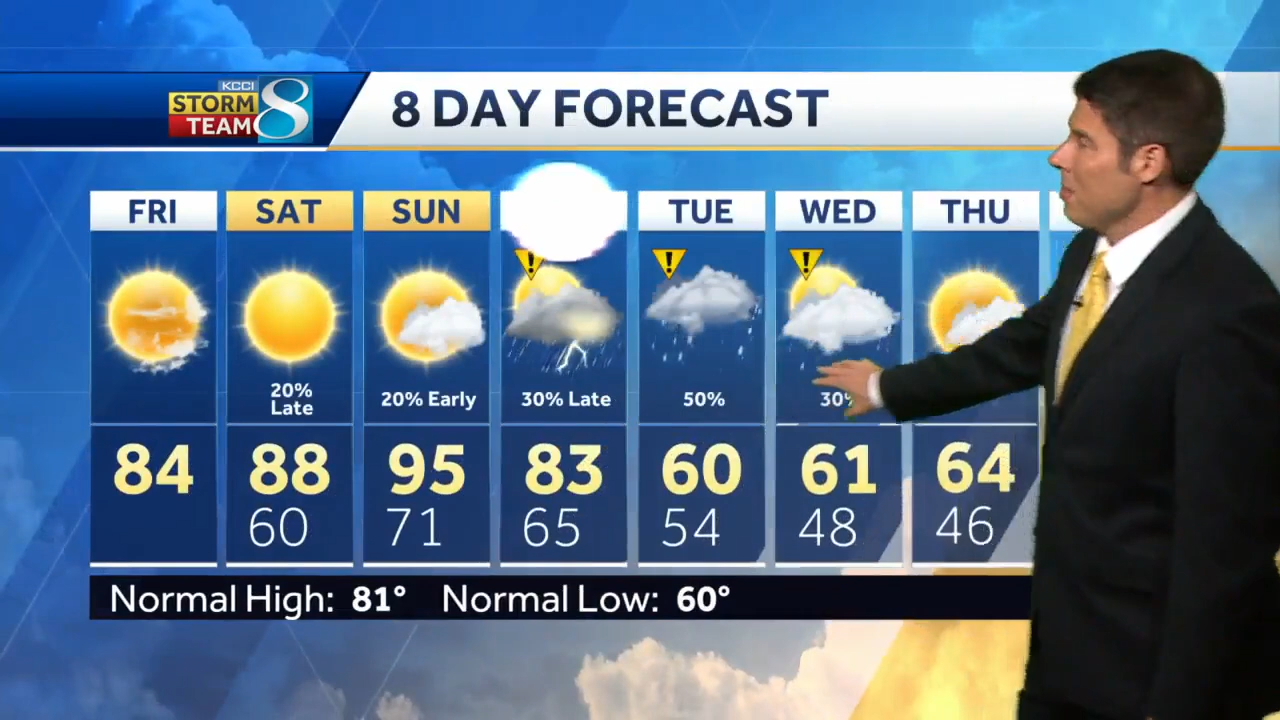 KCCI
STORM
TEAM 8
8 DAY FORECAST
FRI SAT SUN TUE WED THU
! ! !
20%
Late
20% Early 30% Late 50%
30%
84 88 95 83 60 61 64
60 71 65 54 48 46
Normal High: 81° Normal Low: 60°